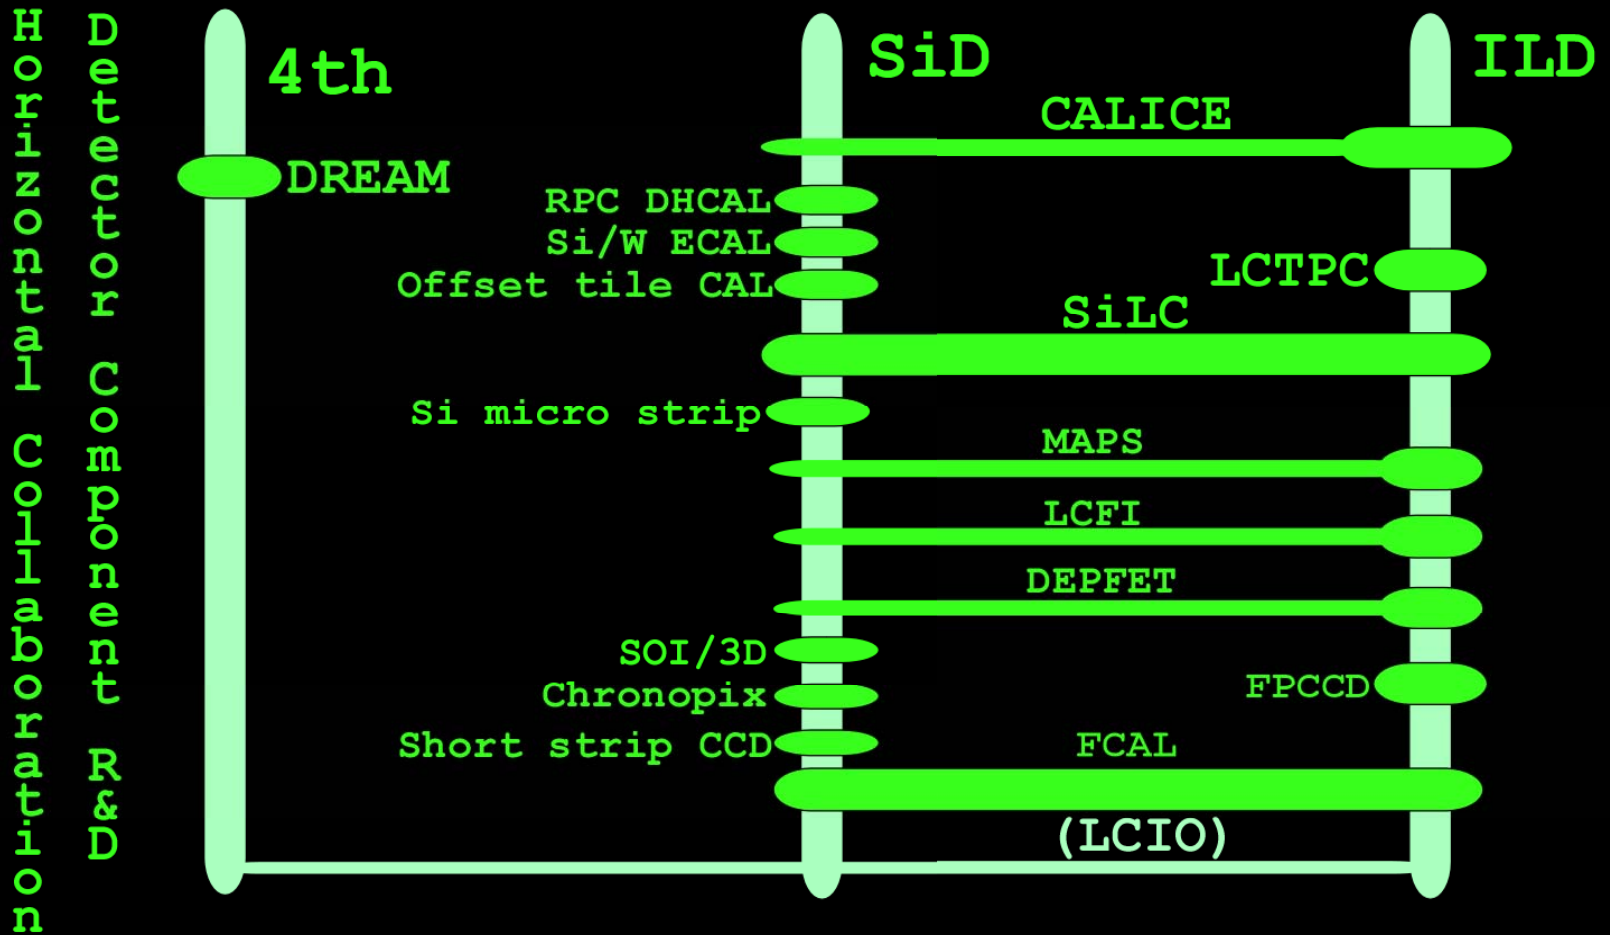 Horizontal Collaboration
Detector Component R&D
4th
SiD
ILD
CALICE
DREAM
RPC DHCAL
Si/W ECAL
LCTPC
Offset tile CAL
SiLC
Si micro strip
MAPS
LCFI
DEPFET
SOI/3D
FPCCD
Chronopix
Short strip CCD
FCAL
(LCIO)